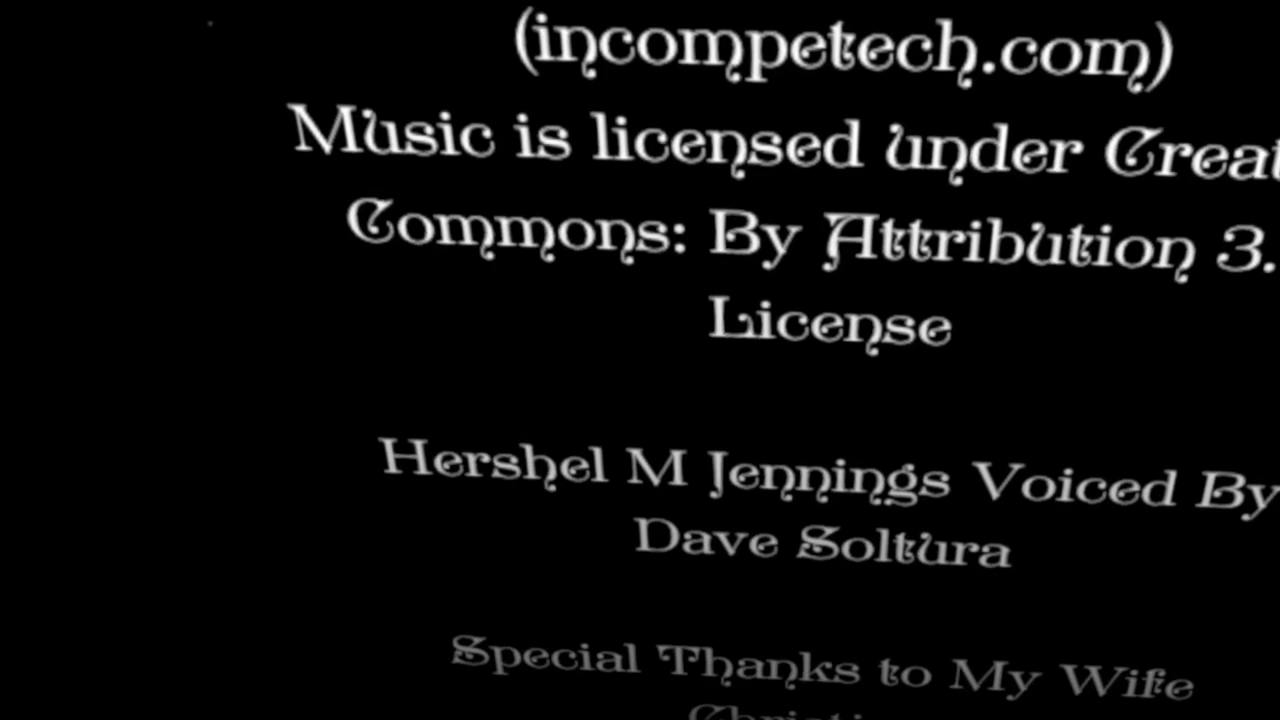 (incompetech.com)
Music is licensed under Creat
Commons: By Attribution 3.
License
Hershel M Jennings Voiced By
Dave Soltura
Special Thanks to My Wife